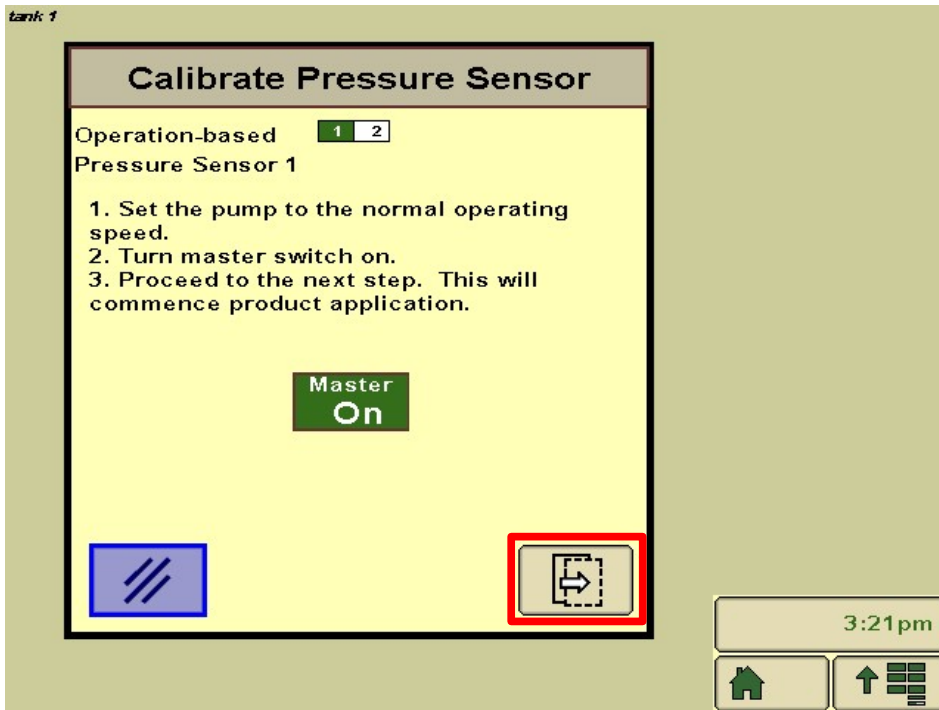 tank 1
Calibrate Pressure Sensor
Operation-based 1 2
Pressure Sensor 1
1. Set the pump to the normal operating
speed.
2. Turn master switch on.
3. Proceed to the next step. This will
commence product application.
Master
On
3:21pm